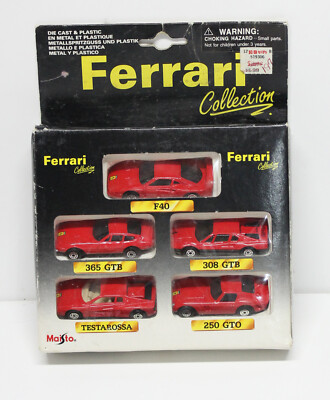 DIE CAST & PLASTIC
EN METAL ET PLASTIQUE
METALLSPRITZGUSS UND PLASTIK
METALLO E PLASTICA
METAL Y PLASTICO
WARNING:
CHOKING HAZARD - Small parts.
Not for children under 3 years.
Ferrari
Collection
Ferrari
Collection
Ferrari
Collection
F40
365 GTB
308 GTB
TESTAROSSA
250 GTO
Maisto